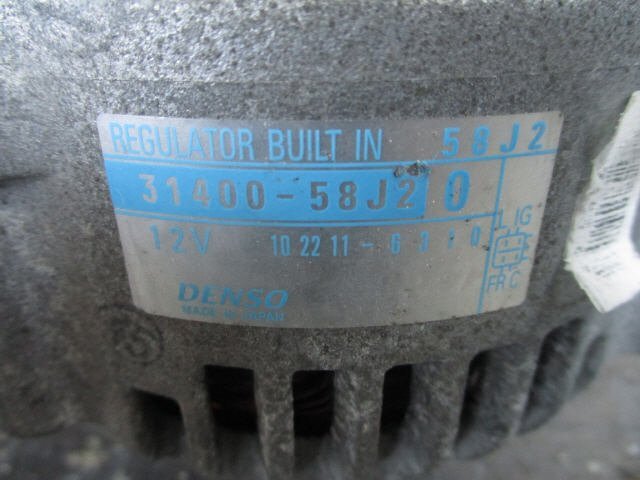 REGULATOR BUILT IN 58J2
31400-58J2 0
12V 102211-6310
L IG
FR C
DENSO
MADE IN JAPAN